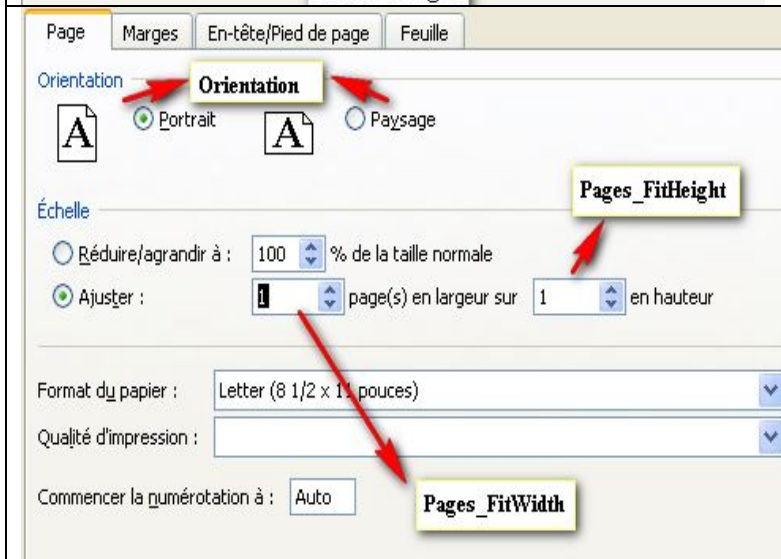 Page Marges En-tête/Pied de page Feuille
Orientation
Orientation
A Portrait A Paysage
Pages_FitHeight
Échelle
Réduire/agrandir à : 100 % de la taille normale
Ajuster : 1 page(s) en largeur sur 1 en hauteur
Format du papier : Letter (8 1/2 x 11 pouces)
Qualité d'impression :
Commencer la numérotation à : Auto
Pages_FitWidth